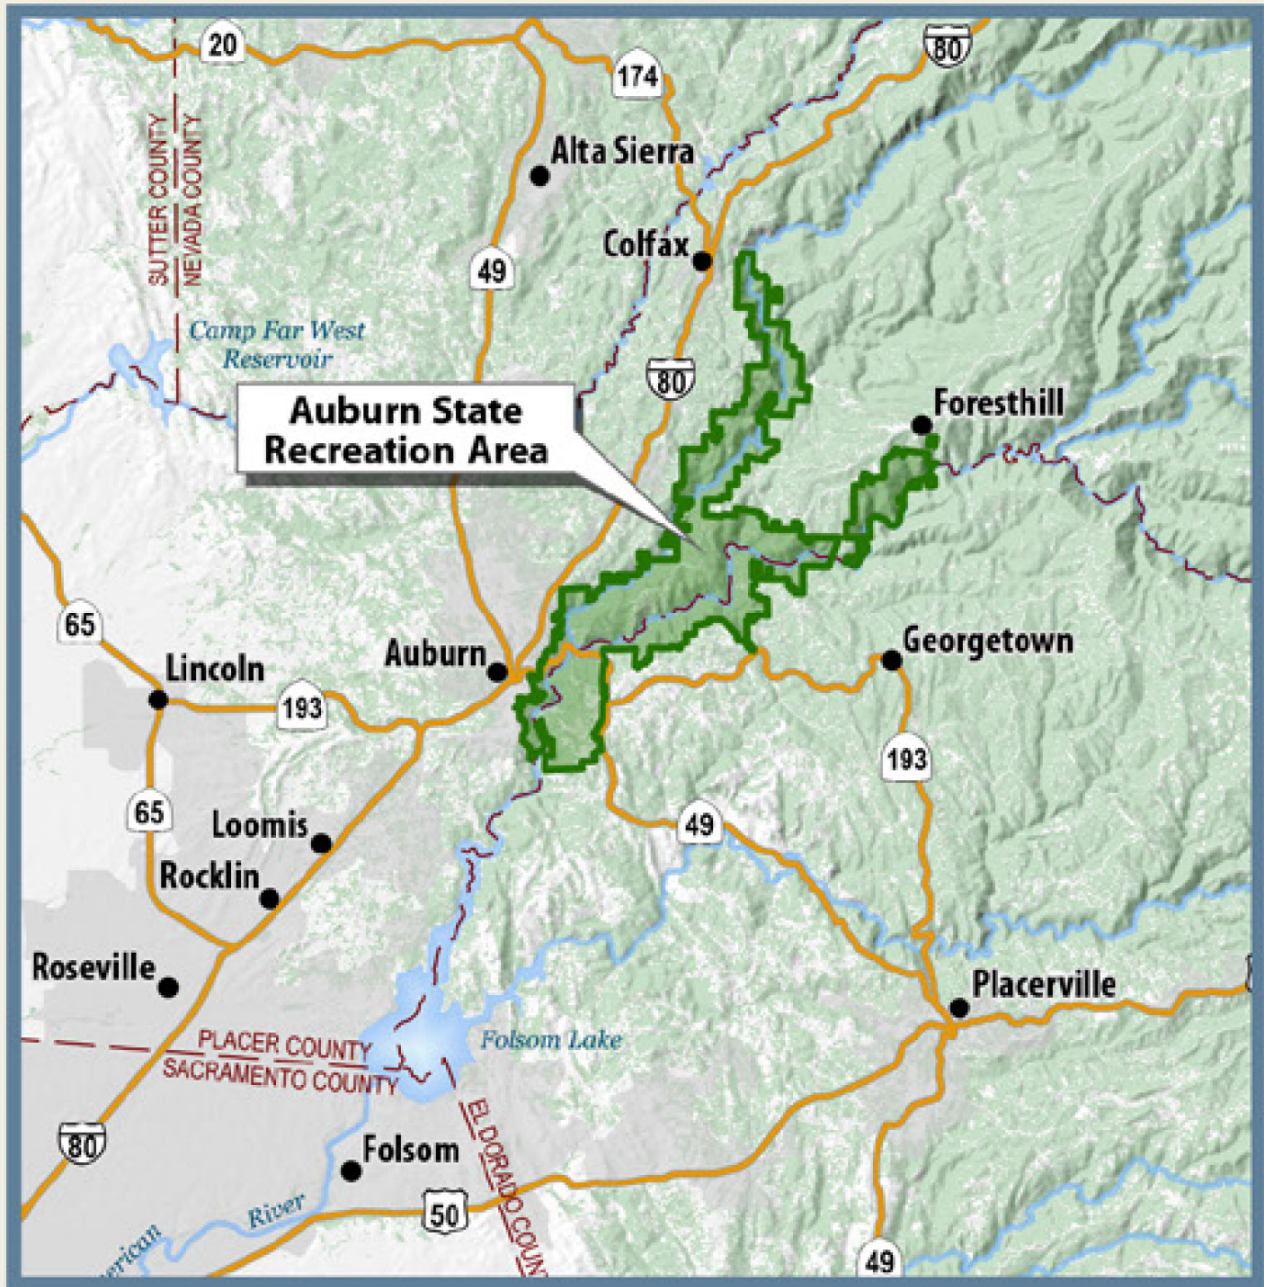 20
174
80
Alta Sierra
SUTTER COUNTY
NEVADA COUNTY
Colfax
49
Camp Far West
Reservoir
80
Auburn State
Recreation Area
Foresthill
65
Auburn
Georgetown
Lincoln
193
193
65
Loomis
49
Rocklin
Roseville
Placerville
PLACER COUNTY
Folsom Lake
SACRAMENTO COUNTY
EL DORADO COUN
80
Folsom
River
50
erican
49